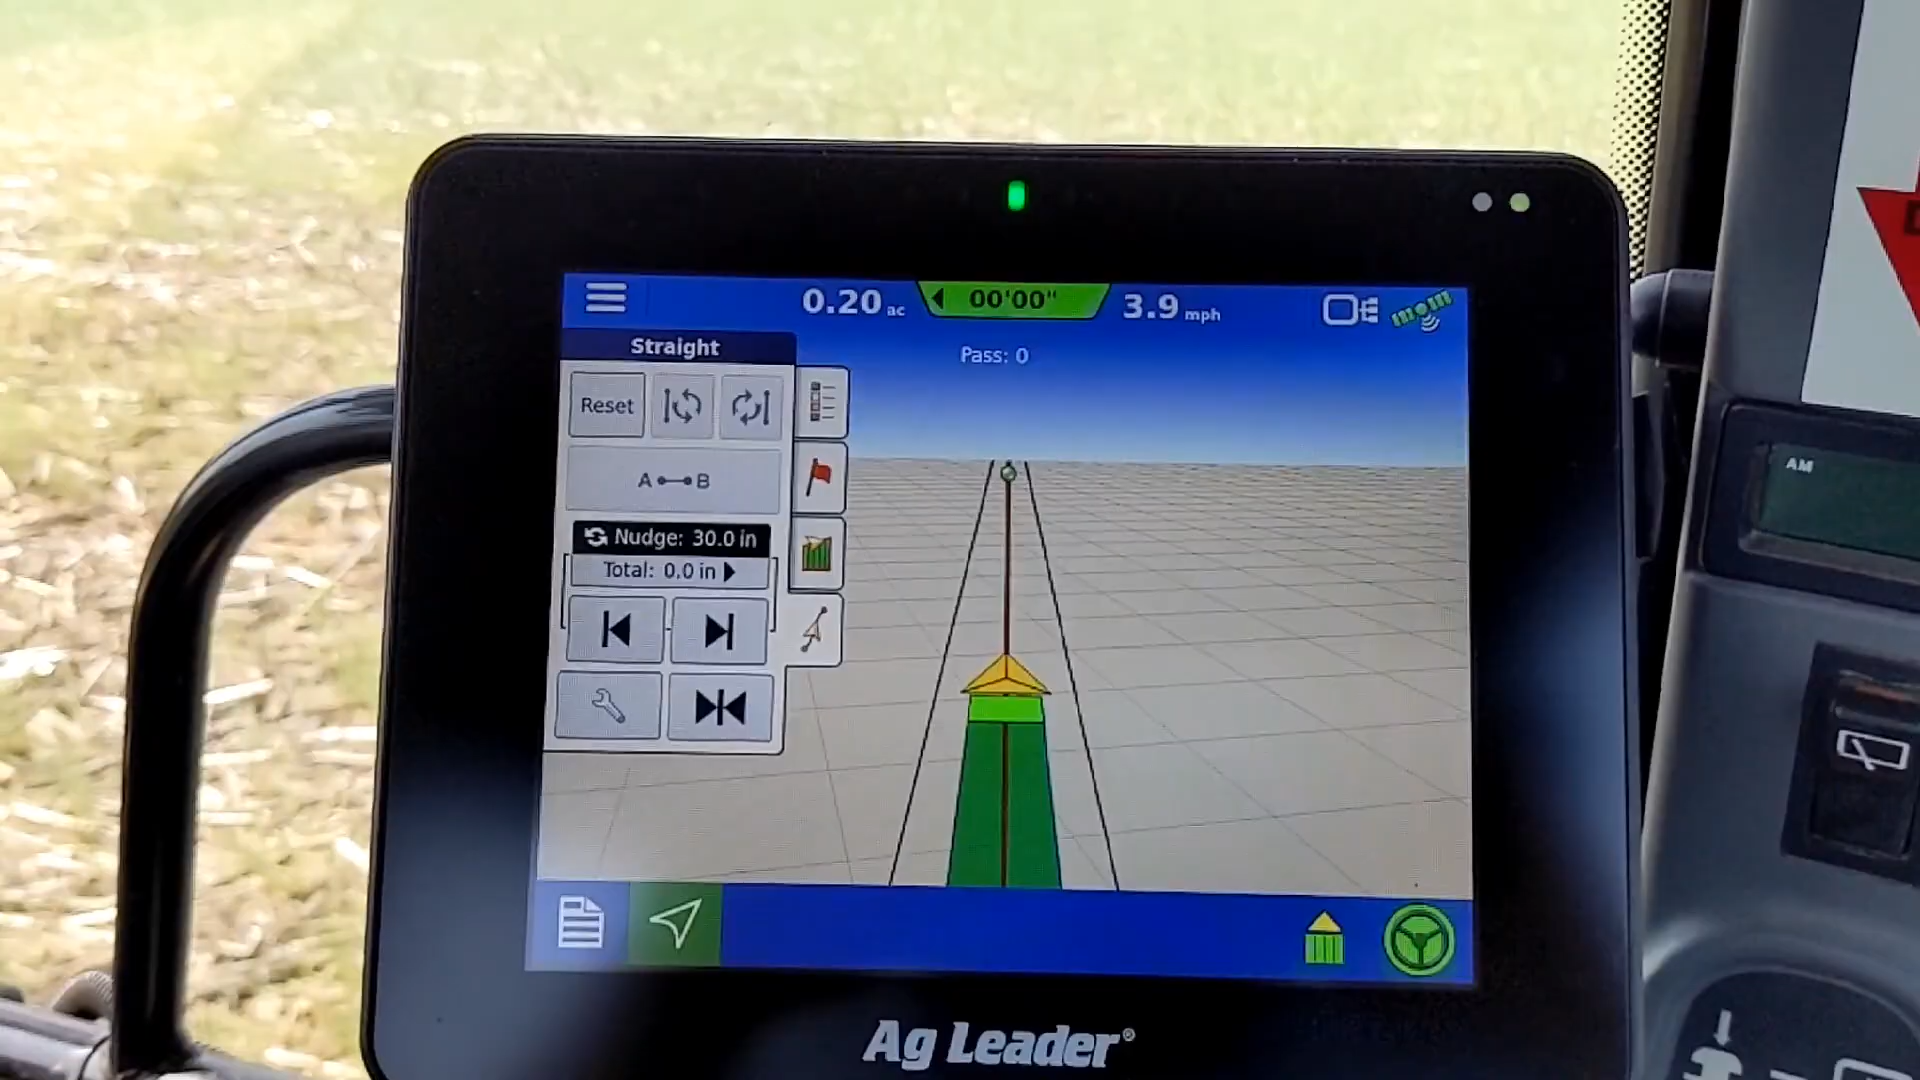 0.20 ac
00'00"
3.9 mph
Straight
Pass: 0
Reset
A B
Nudge: 30.0 in
Total: 0.0 in
AM
Ag Leader®